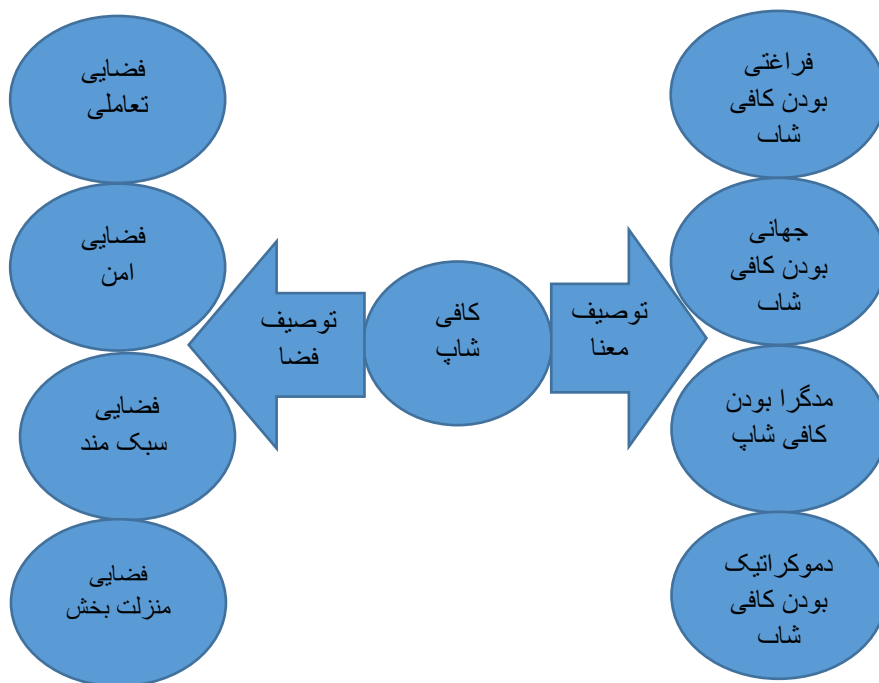 فراغتی
بودن کافی
شاپ
جهانی
بودن کافی
شاپ
مدگرا بودن
کافی شاپ
دموکراتیک
بودن کافی
شاپ
توصیف
معنا
کافی
شاپ
توصیف
فضا
فضایی
تعاملی
فضایی
امن
فضایی
سبک مند
فضایی
منزلت بخش